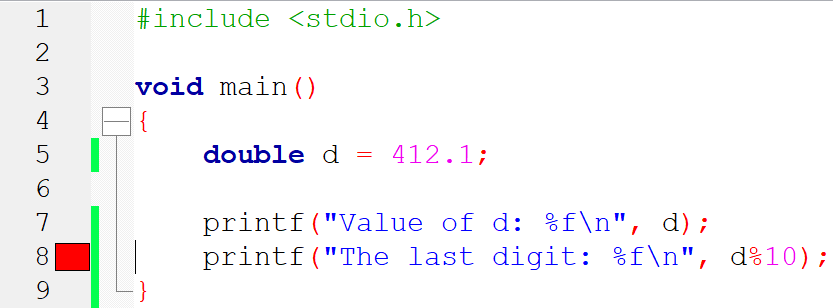 1 #include <stdio.h>
2
3 void main()
4 {
5 double d = 412.1;
6
7 printf("Value of d: %f\n", d);
8 printf("The last digit: %f\n", d%10);
9 }